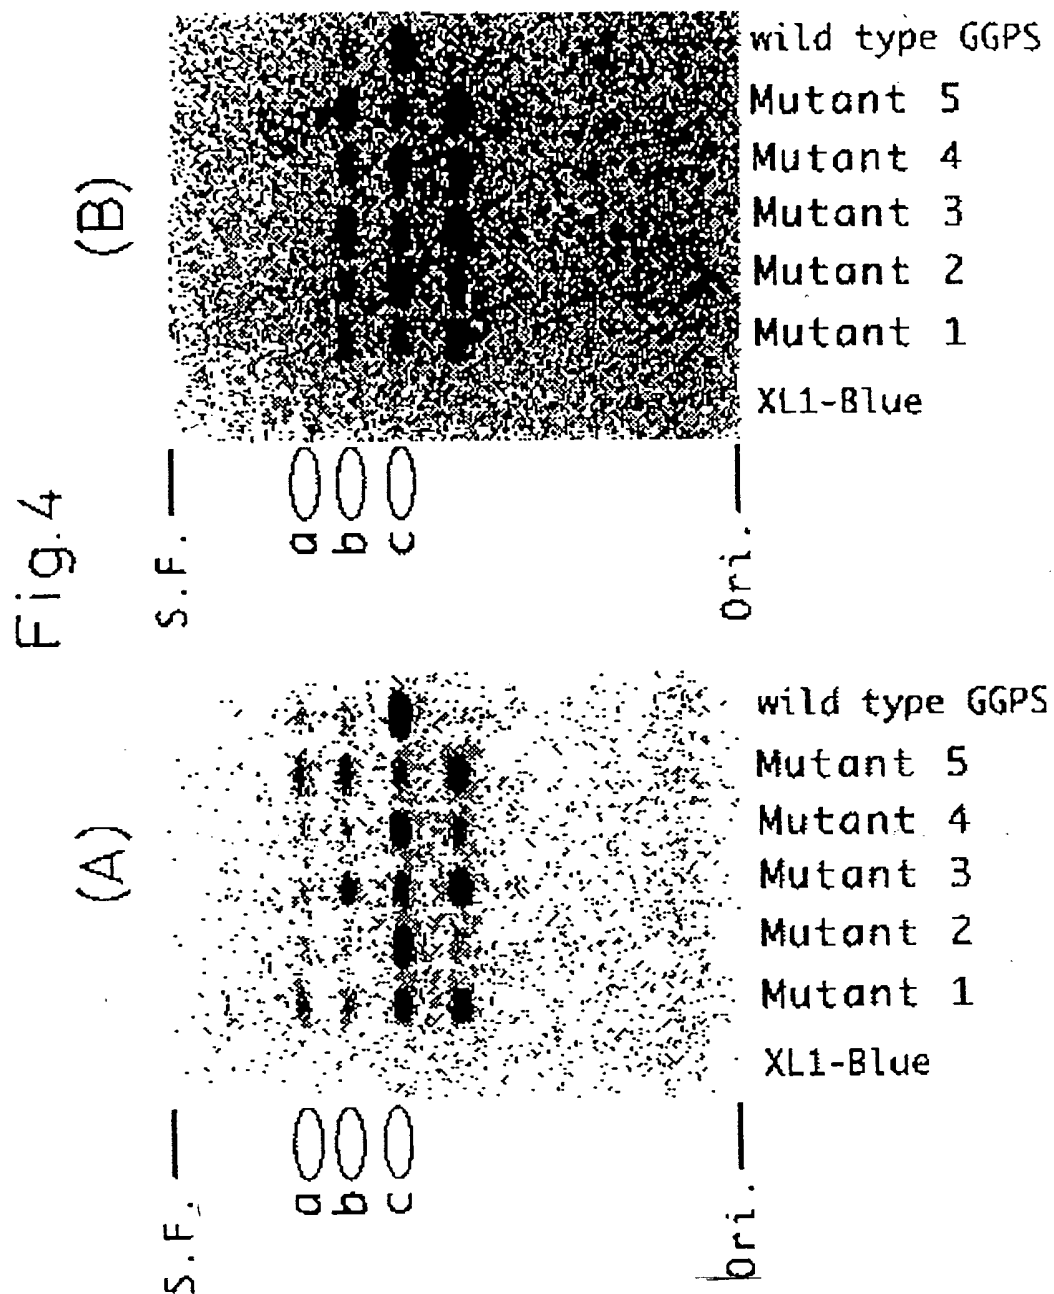 Fig.4
(A)
S.F.
a
b
c
Ori.
XL1-Blue
Mutant 1
Mutant 2
Mutant 3
Mutant 4
Mutant 5
wild type GGPS
(B)
S.F.
a
b
c
Ori.
XL1-Blue
Mutant 1
Mutant 2
Mutant 3
Mutant 4
Mutant 5
wild type GGPS